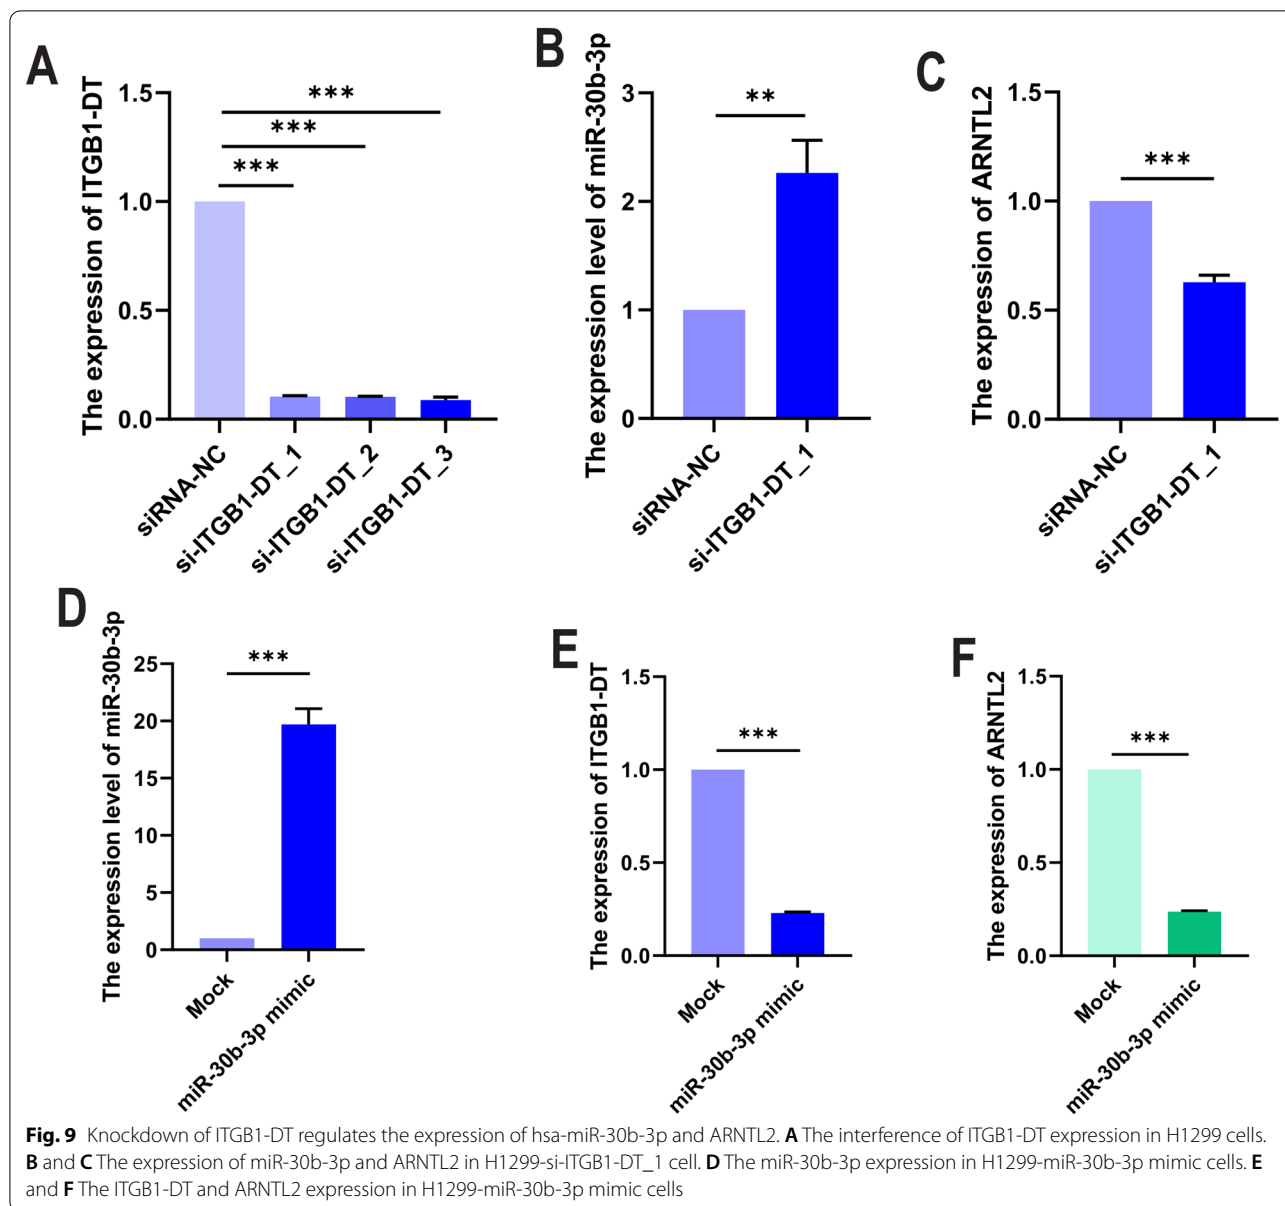 A
The expression of ITGB1-DT
1.5
1.0
0.5
0.0
***
***
***
siRNA-NC
si-ITGB1-DT_1
si-ITGB1-DT_2
si-ITGB1-DT_3
B
The expression level of miR-30b-3p
3
2
1
0
**
siRNA-NC
si-ITGB1-DT_1
C
The expression of ARNTL2
1.5
1.0
0.5
0.0
***
siRNA-NC
si-ITGB1-DT_1
D
The expression level of miR-30b-3p
25
20
15
10
5
0
***
Mock
miR-30b-3p mimic
E
The expression of ITGB1-DT
1.5
1.0
0.5
0.0
***
Mock
miR-30b-3p mimic
F
The expression of ARNTL2
1.5
1.0
0.5
0.0
***
Mock
miR-30b-3p mimic
Fig. 9 Knockdown of ITGB1-DT regulates the expression of hsa-miR-30b-3p and ARNTL2. A The interference of ITGB1-DT expression in H1299 cells.
B and C The expression of miR-30b-3p and ARNTL2 in H1299-si-ITGB1-DT_1 cell. D The miR-30b-3p expression in H1299-miR-30b-3p mimic cells. E
and F The ITGB1-DT and ARNTL2 expression in H1299-miR-30b-3p mimic cells